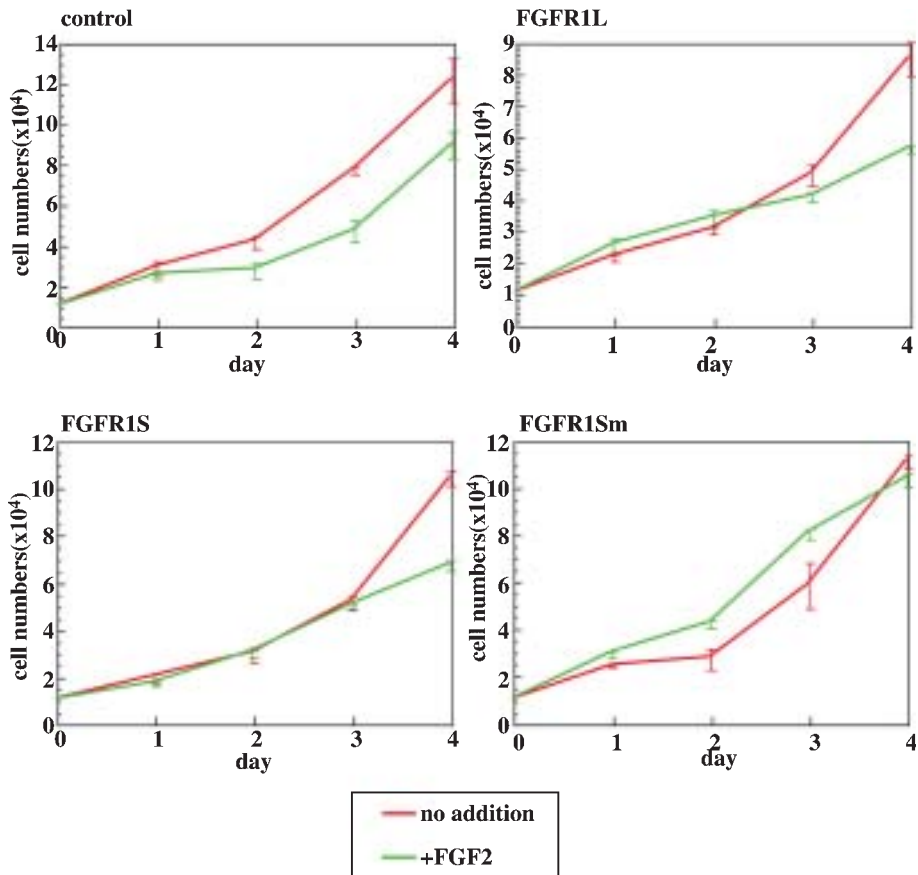 control
cell numbers(x10⁴)
14
12
10
8
6
4
2
0
0 1 2 3 4
day
FGFR1L
cell numbers(x10⁴)
9
8
7
6
5
4
3
2
1
0
0 1 2 3 4
day
FGFR1S
cell numbers(x10⁴)
12
10
8
6
4
2
0
0 1 2 3 4
day
FGFR1Sm
cell numbers(x10⁴)
12
10
8
6
4
2
0
0 1 2 3 4
day
no addition
+FGF2